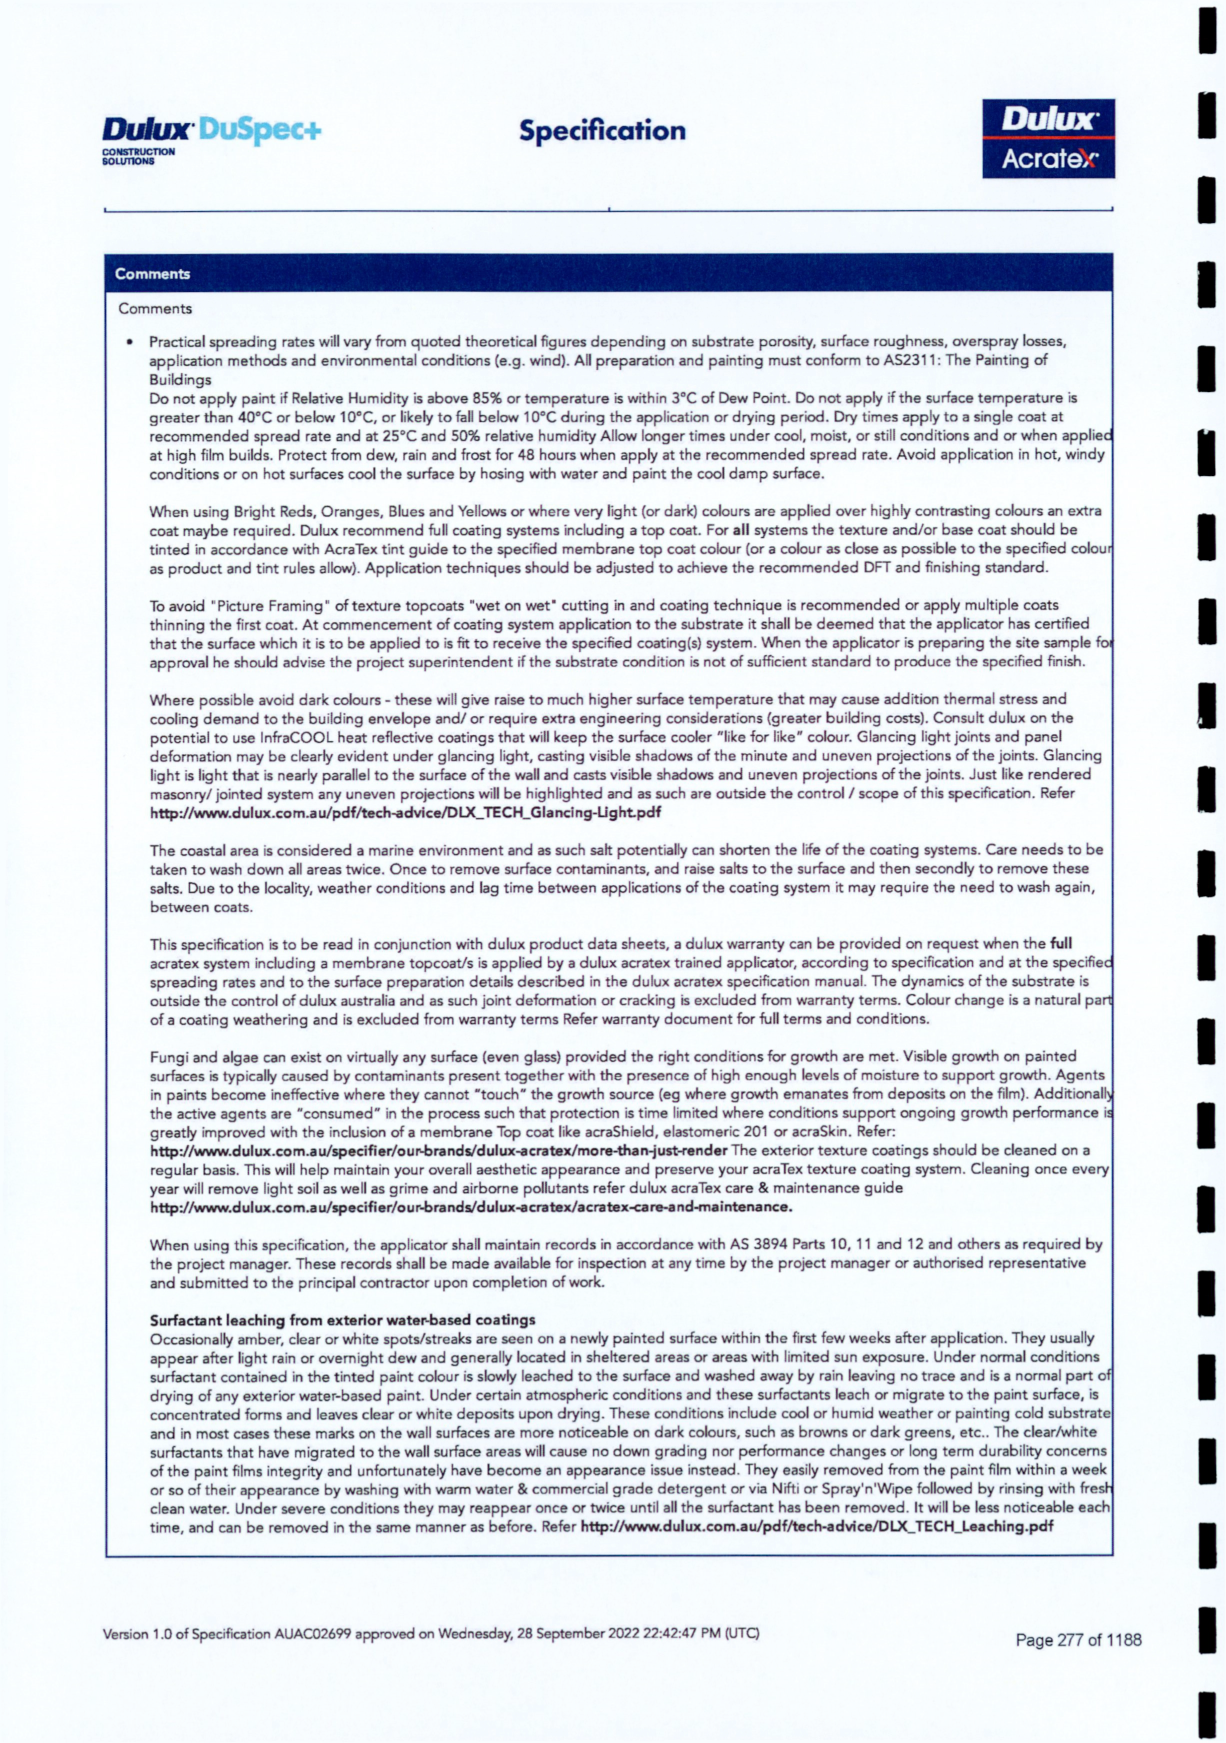 Dulux DuSpec+
CONSTRUCTION
SOLUTIONS
Specification
Dulux
Acratex
Comments
Comments
• Practical spreading rates will vary from quoted theoretical figures depending on substrate porosity, surface roughness, overspray losses,
application methods and environmental conditions (e.g. wind). All preparation and painting must conform to AS2311: The Painting of
Buildings
Do not apply paint if Relative Humidity is above 85% or temperature is within 3°C of Dew Point. Do not apply if the surface temperature is
greater than 40°C or below 10°C, or likely to fall below 10°C during the application or drying period. Dry times apply to a single coat at
recommended spread rate and at 25°C and 50% relative humidity Allow longer times under cool, moist, or still conditions and or when applied
at high film builds. Protect from dew, rain and frost for 48 hours when apply at the recommended spread rate. Avoid application in hot, windy
conditions or on hot surfaces cool the surface by hosing with water and paint the cool damp surface.
When using Bright Reds, Oranges, Blues and Yellows or where very light (or dark) colours are applied over highly contrasting colours an extra
coat maybe required. Dulux recommend full coating systems including a top coat. For all systems the texture and/or base coat should be
tinted in accordance with AcraTex tint guide to the specified membrane top coat colour (or a colour as close as possible to the specified colour
as product and tint rules allow). Application techniques should be adjusted to achieve the recommended DFT and finishing standard.
To avoid "Picture Framing" of texture topcoats "wet on wet" cutting in and coating technique is recommended or apply multiple coats
thinning the first coat. At commencement of coating system application to the substrate it shall be deemed that the applicator has certified
that the surface which it is to be applied to is fit to receive the specified coating(s) system. When the applicator is preparing the site sample for
approval he should advise the project superintendent if the substrate condition is not of sufficient standard to produce the specified finish.
Where possible avoid dark colours - these will give raise to much higher surface temperature that may cause addition thermal stress and
cooling demand to the building envelope and/ or require extra engineering considerations (greater building costs). Consult dulux on the
potential to use InfraCOOL heat reflective coatings that will keep the surface cooler “like for like” colour. Glancing light joints and panel
deformation may be clearly evident under glancing light, casting visible shadows of the minute and uneven projections of the joints. Glancing
light is light that is nearly parallel to the surface of the wall and casts visible shadows and uneven projections of the joints. Just like rendered
masonry/ jointed system any uneven projections will be highlighted and as such are outside the control / scope of this specification. Refer
http://www.dulux.com.au/pdf/tech-advice/DLX_TECH_Glancing-Light.pdf
The coastal area is considered a marine environment and as such salt potentially can shorten the life of the coating systems. Care needs to be
taken to wash down all areas twice. Once to remove surface contaminants, and raise salts to the surface and then secondly to remove these
salts. Due to the locality, weather conditions and lag time between applications of the coating system it may require the need to wash again,
between coats.
This specification is to be read in conjunction with dulux product data sheets, a dulux warranty can be provided on request when the full
acratex system including a membrane topcoat/s is applied by a dulux acratex trained applicator, according to specification and at the specified
spreading rates and to the surface preparation details described in the dulux acratex specification manual. The dynamics of the substrate is
outside the control of dulux australia and as such joint deformation or cracking is excluded from warranty terms. Colour change is a natural part
of a coating weathering and is excluded from warranty terms Refer warranty document for full terms and conditions.
Fungi and algae can exist on virtually any surface (even glass) provided the right conditions for growth are met. Visible growth on painted
surfaces is typically caused by contaminants present together with the presence of high enough levels of moisture to support growth. Agents
in paints become ineffective where they cannot “touch” the growth source (eg where growth emanates from deposits on the film). Additionally
the active agents are “consumed” in the process such that protection is time limited where conditions support ongoing growth performance is
greatly improved with the inclusion of a membrane Top coat like acraShield, elastomeric 201 or acraSkin. Refer:
http://www.dulux.com.au/specifier/our-brands/dulux-acratex/more-than-just-render The exterior texture coatings should be cleaned on a
regular basis. This will help maintain your overall aesthetic appearance and preserve your acraTex texture coating system. Cleaning once every
year will remove light soil as well as grime and airborne pollutants refer dulux acraTex care & maintenance guide
http://www.dulux.com.au/specifier/our-brands/dulux-acratex/acratex-care-and-maintenance.
When using this specification, the applicator shall maintain records in accordance with AS 3894 Parts 10, 11 and 12 and others as required by
the project manager. These records shall be made available for inspection at any time by the project manager or authorised representative
and submitted to the principal contractor upon completion of work.
Surfactant leaching from exterior water-based coatings
Occasionally amber, clear or white spots/streaks are seen on a newly painted surface within the first few weeks after application. They usually
appear after light rain or overnight dew and generally located in sheltered areas or areas with limited sun exposure. Under normal conditions
surfactant contained in the tinted paint colour is slowly leached to the surface and washed away by rain leaving no trace and is a normal part of
drying of any exterior water-based paint. Under certain atmospheric conditions and these surfactants leach or migrate to the paint surface, is
concentrated forms and leaves clear or white deposits upon drying. These conditions include cool or humid weather or painting cold substrate
and in most cases these marks on the wall surfaces are more noticeable on dark colours, such as browns or dark greens, etc.. The clear/white
surfactants that have migrated to the wall surface areas will cause no down grading nor performance changes or long term durability concerns
of the paint films integrity and unfortunately have become an appearance issue instead. They easily removed from the paint film within a week
or so of their appearance by washing with warm water & commercial grade detergent or via Nifti or Spray'n'Wipe followed by rinsing with fresh
clean water. Under severe conditions they may reappear once or twice until all the surfactant has been removed. It will be less noticeable each
time, and can be removed in the same manner as before. Refer http://www.dulux.com.au/pdf/tech-advice/DLX_TECH_Leaching.pdf
Version 1.0 of Specification AUAC02699 approved on Wednesday, 28 September 2022 22:42:47 PM (UTC)
Page 277 of 1188